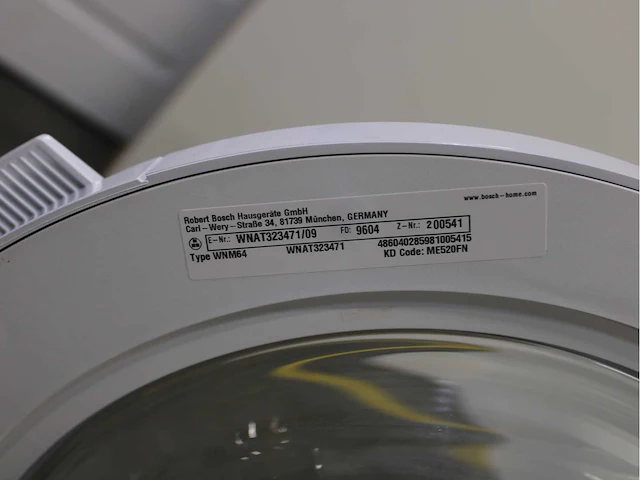 Robert Bosch Hausgeräte GmbH www.bosch-home.com
Carl-Wery-Straße 34, 81739 München, GERMANY
E-Nr.: WNAT323471/09 FD: 9604 Z-Nr.: 200541
Type WNM64 WNAT323471 486040285981005415
KD Code: ME520FN